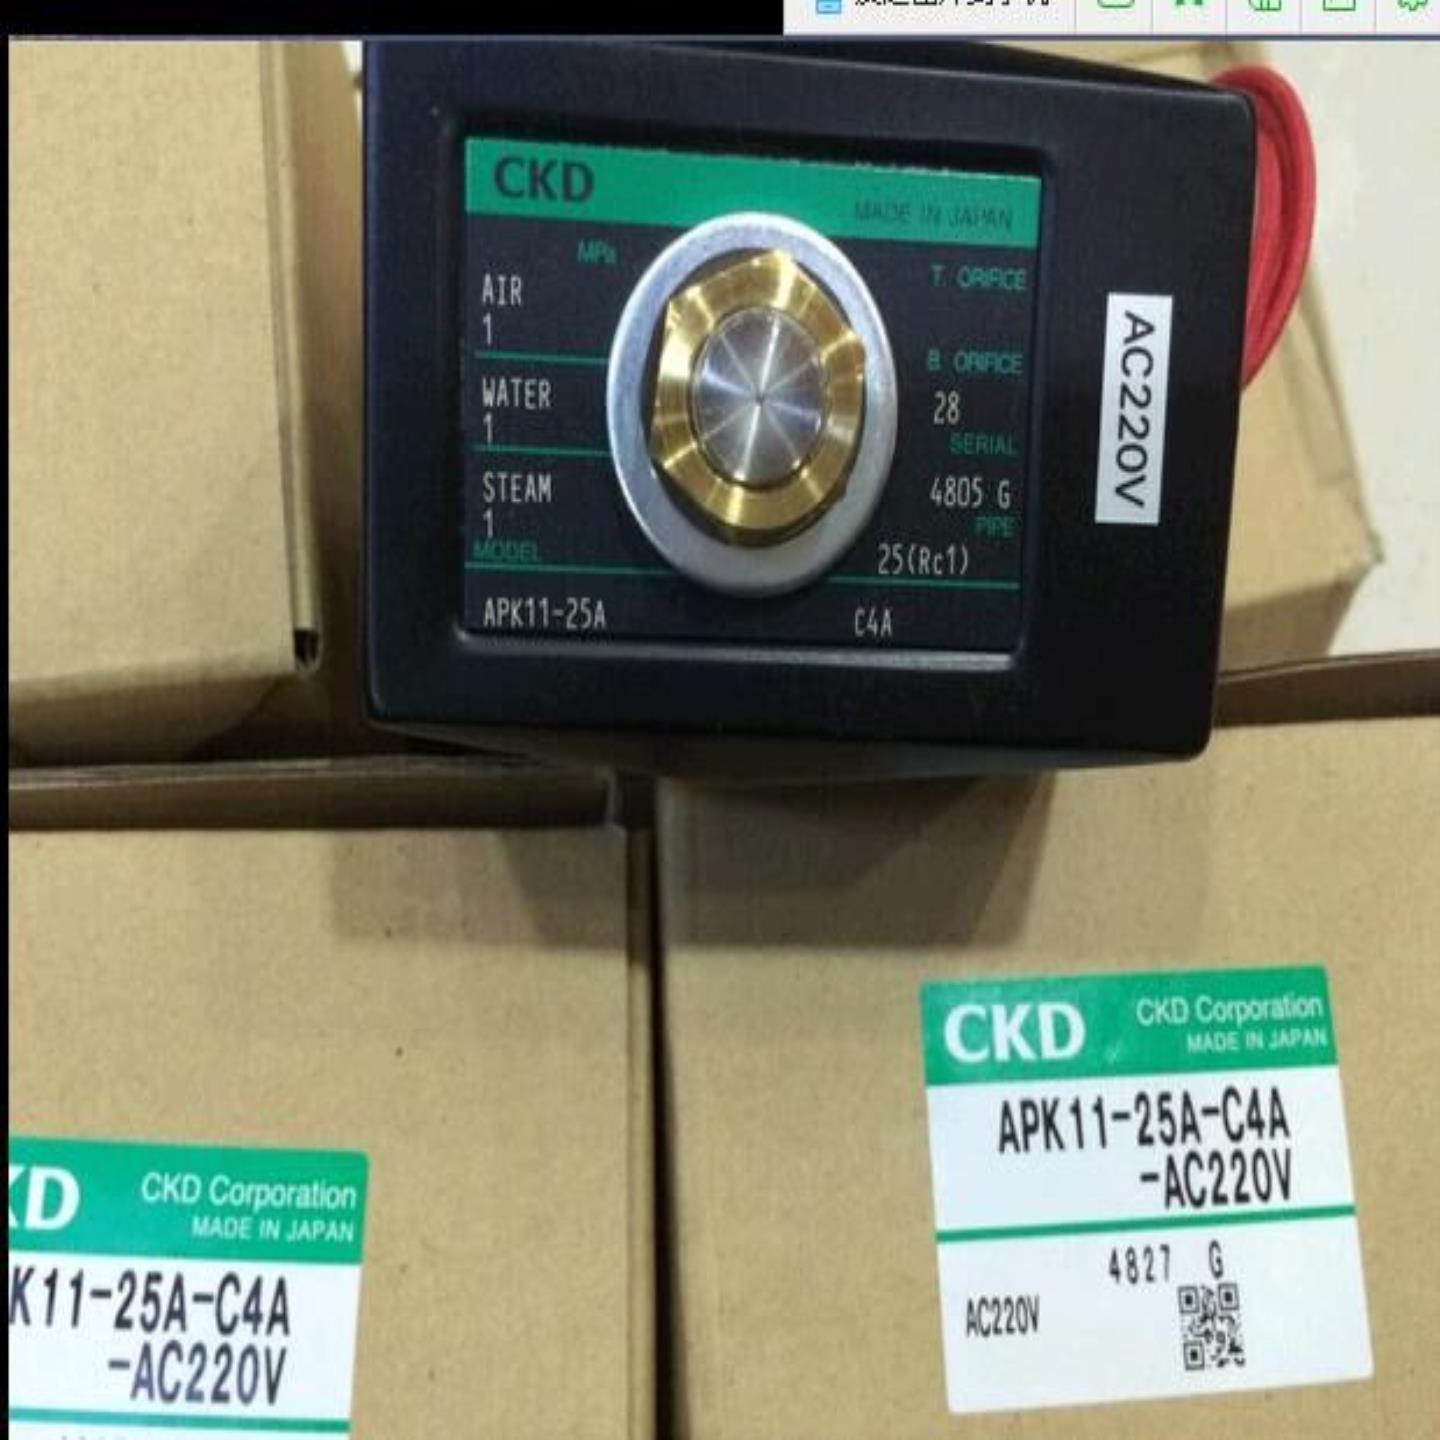 CKD
MADE IN JAPAN
MPa
T. ORIFICE
AIR
1
B. ORIFICE
WATER
28
1
SERIAL
STEAM
4805 G
1
PIPE
MODEL
25(Rc1)
APK11-25A
C4A
AC220V
CKD
CKD Corporation
MADE IN JAPAN
APK11-25A-C4A
-AC220V
4827 G
AC220V
KD
CKD Corporation
MADE IN JAPAN
K11-25A-C4A
-AC220V